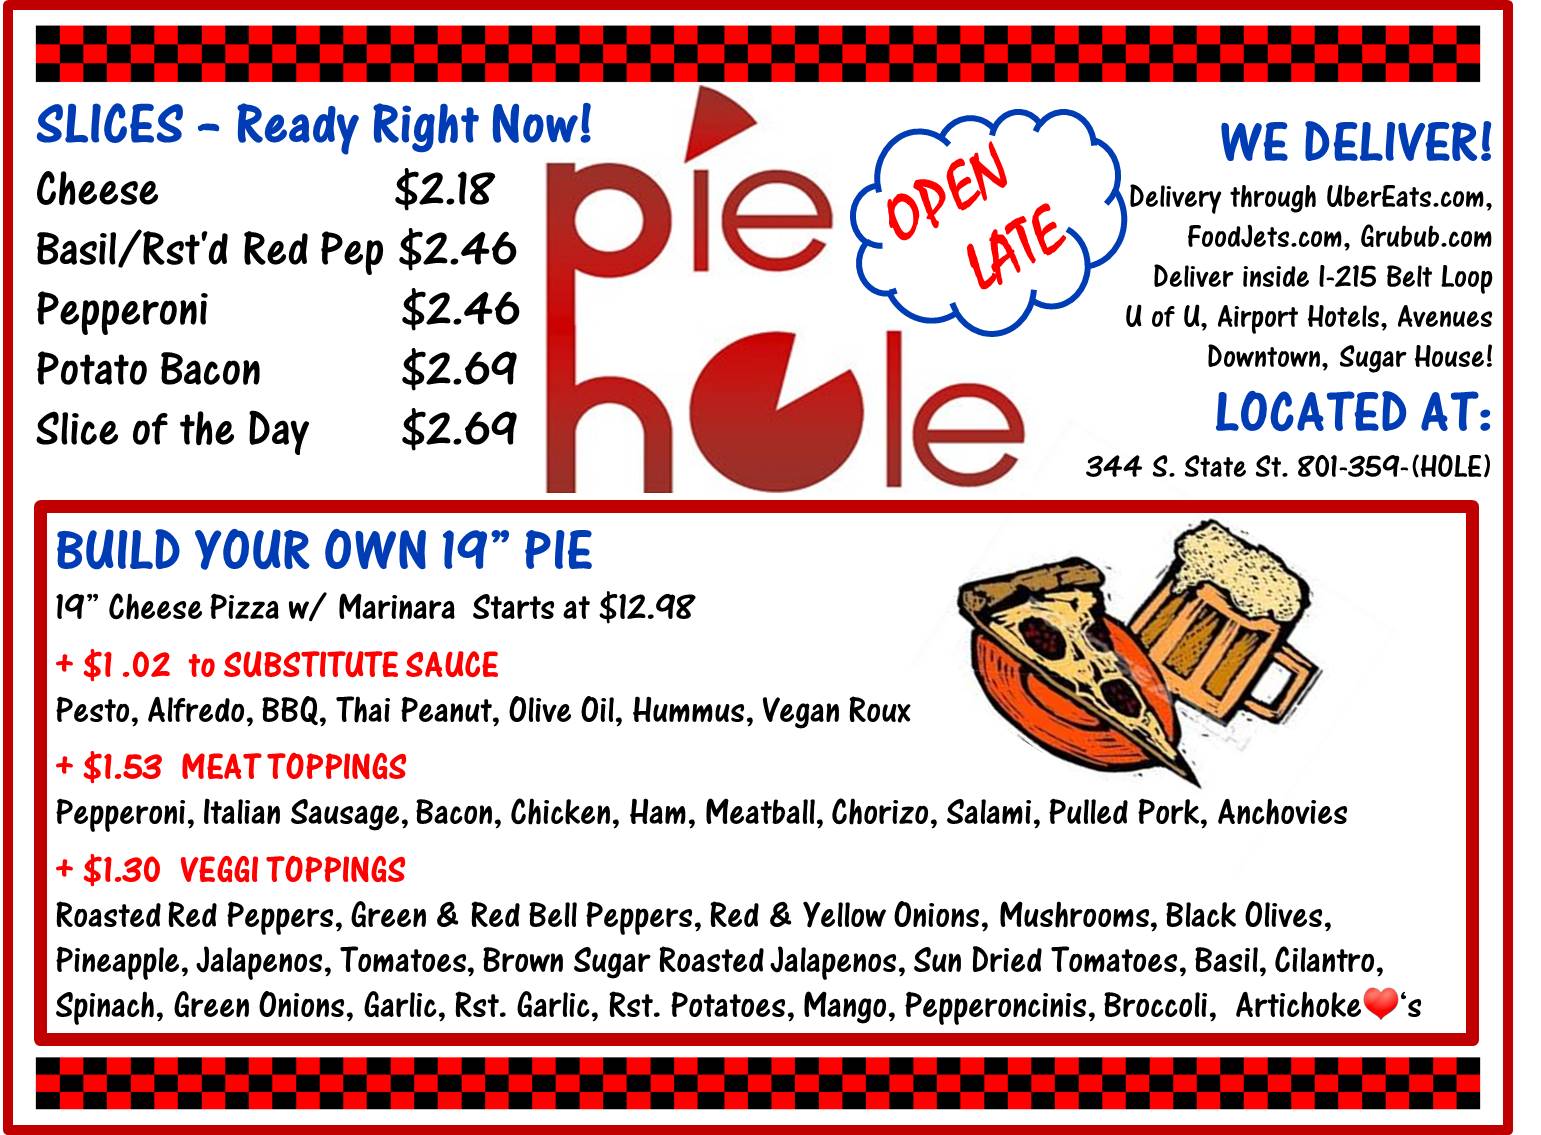 SLICES – Ready Right Now!
Cheese $2.18
Basil/Rst'd Red Pep $2.46
Pepperoni $2.46
Potato Bacon $2.69
Slice of the Day $2.69
pie
hole
OPEN
LATE
WE DELIVER!
Delivery through UberEats.com,
FoodJets.com, Grubub.com
Deliver inside I-215 Belt Loop
U of U, Airport Hotels, Avenues
Downtown, Sugar House!
LOCATED AT:
344 S. State St. 801-359-(HOLE)
BUILD YOUR OWN 19” PIE
19” Cheese Pizza w/ Marinara Starts at $12.98
+ $1 .02 to SUBSTITUTE SAUCE
Pesto, Alfredo, BBQ, Thai Peanut, Olive Oil, Hummus, Vegan Roux
+ $1.53 MEAT TOPPINGS
Pepperoni, Italian Sausage, Bacon, Chicken, Ham, Meatball, Chorizo, Salami, Pulled Pork, Anchovies
+ $1.30 VEGGI TOPPINGS
Roasted Red Peppers, Green & Red Bell Peppers, Red & Yellow Onions, Mushrooms, Black Olives,
Pineapple, Jalapenos, Tomatoes, Brown Sugar Roasted Jalapenos, Sun Dried Tomatoes, Basil, Cilantro,
Spinach, Green Onions, Garlic, Rst. Garlic, Rst. Potatoes, Mango, Pepperoncinis, Broccoli, Artichoke❤‘s